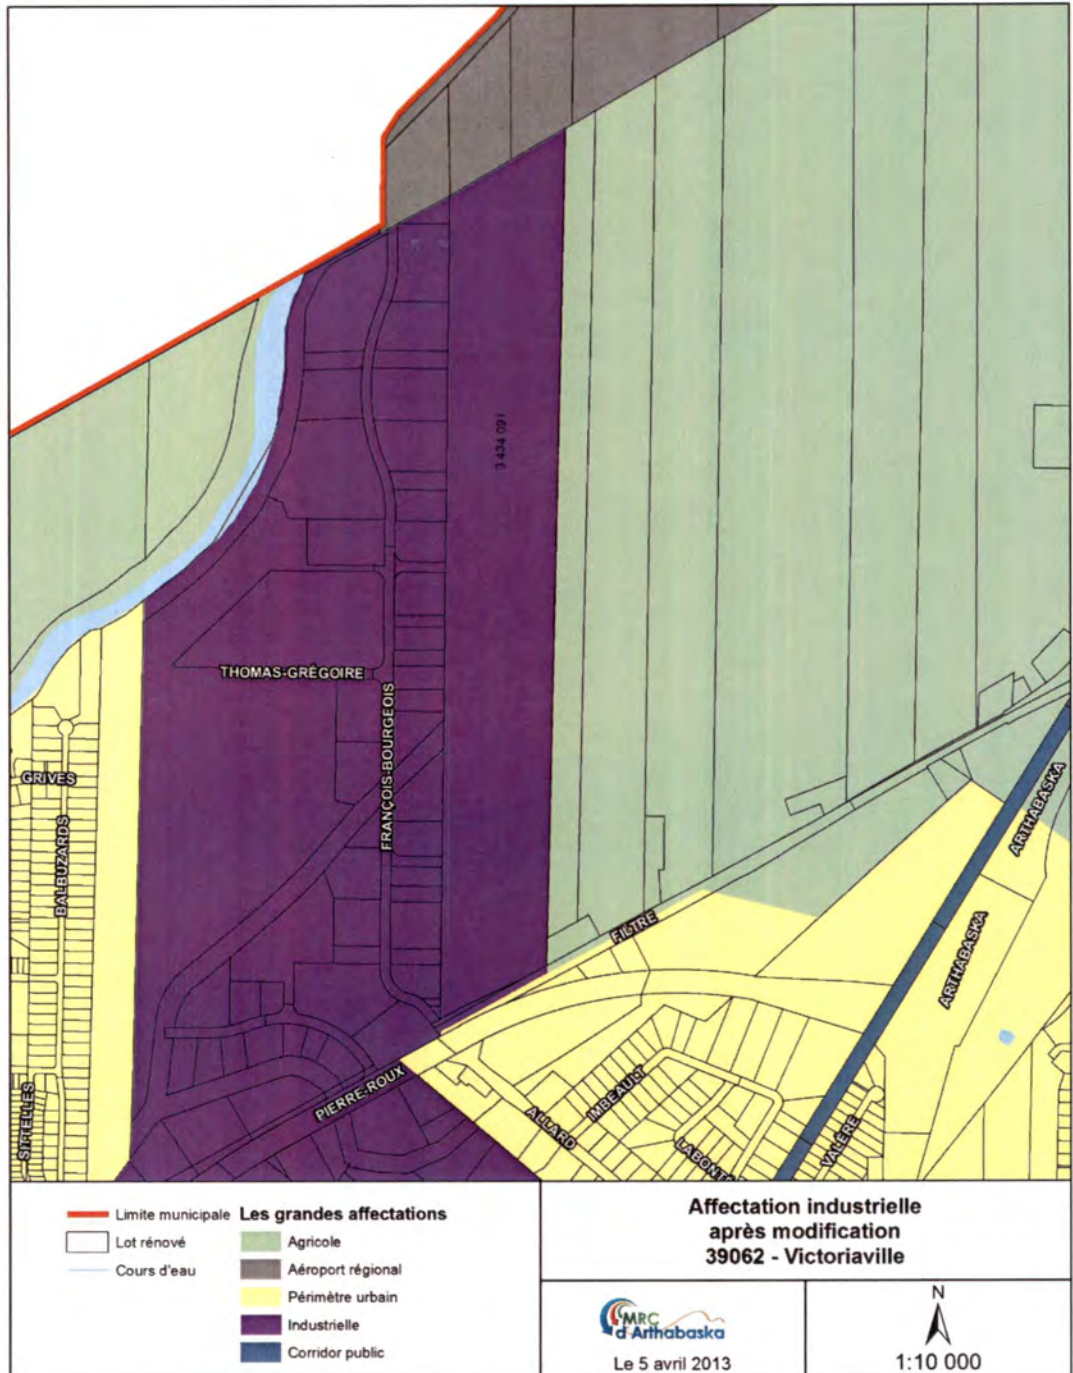 3 434 091
THOMAS-GRÉGOIRE
FRANÇOIS-BOURGEOIS
GRIVES
BALBUZARDS
ARTHABASKA
FILTRE
ARTHABASKA
PIERRE-ROUX
IMBEAULT
ALLARD
VALÈRE
Limite municipale
Lot rénové
Cours d'eau
Les grandes affectations
Agricole
Aéroport régional
Périmètre urbain
Industrielle
Corridor public
Affectation industrielle
après modification
39062 - Victoriaville
MRC
d'Arthabaska
Le 5 avril 2013
N
1:10 000